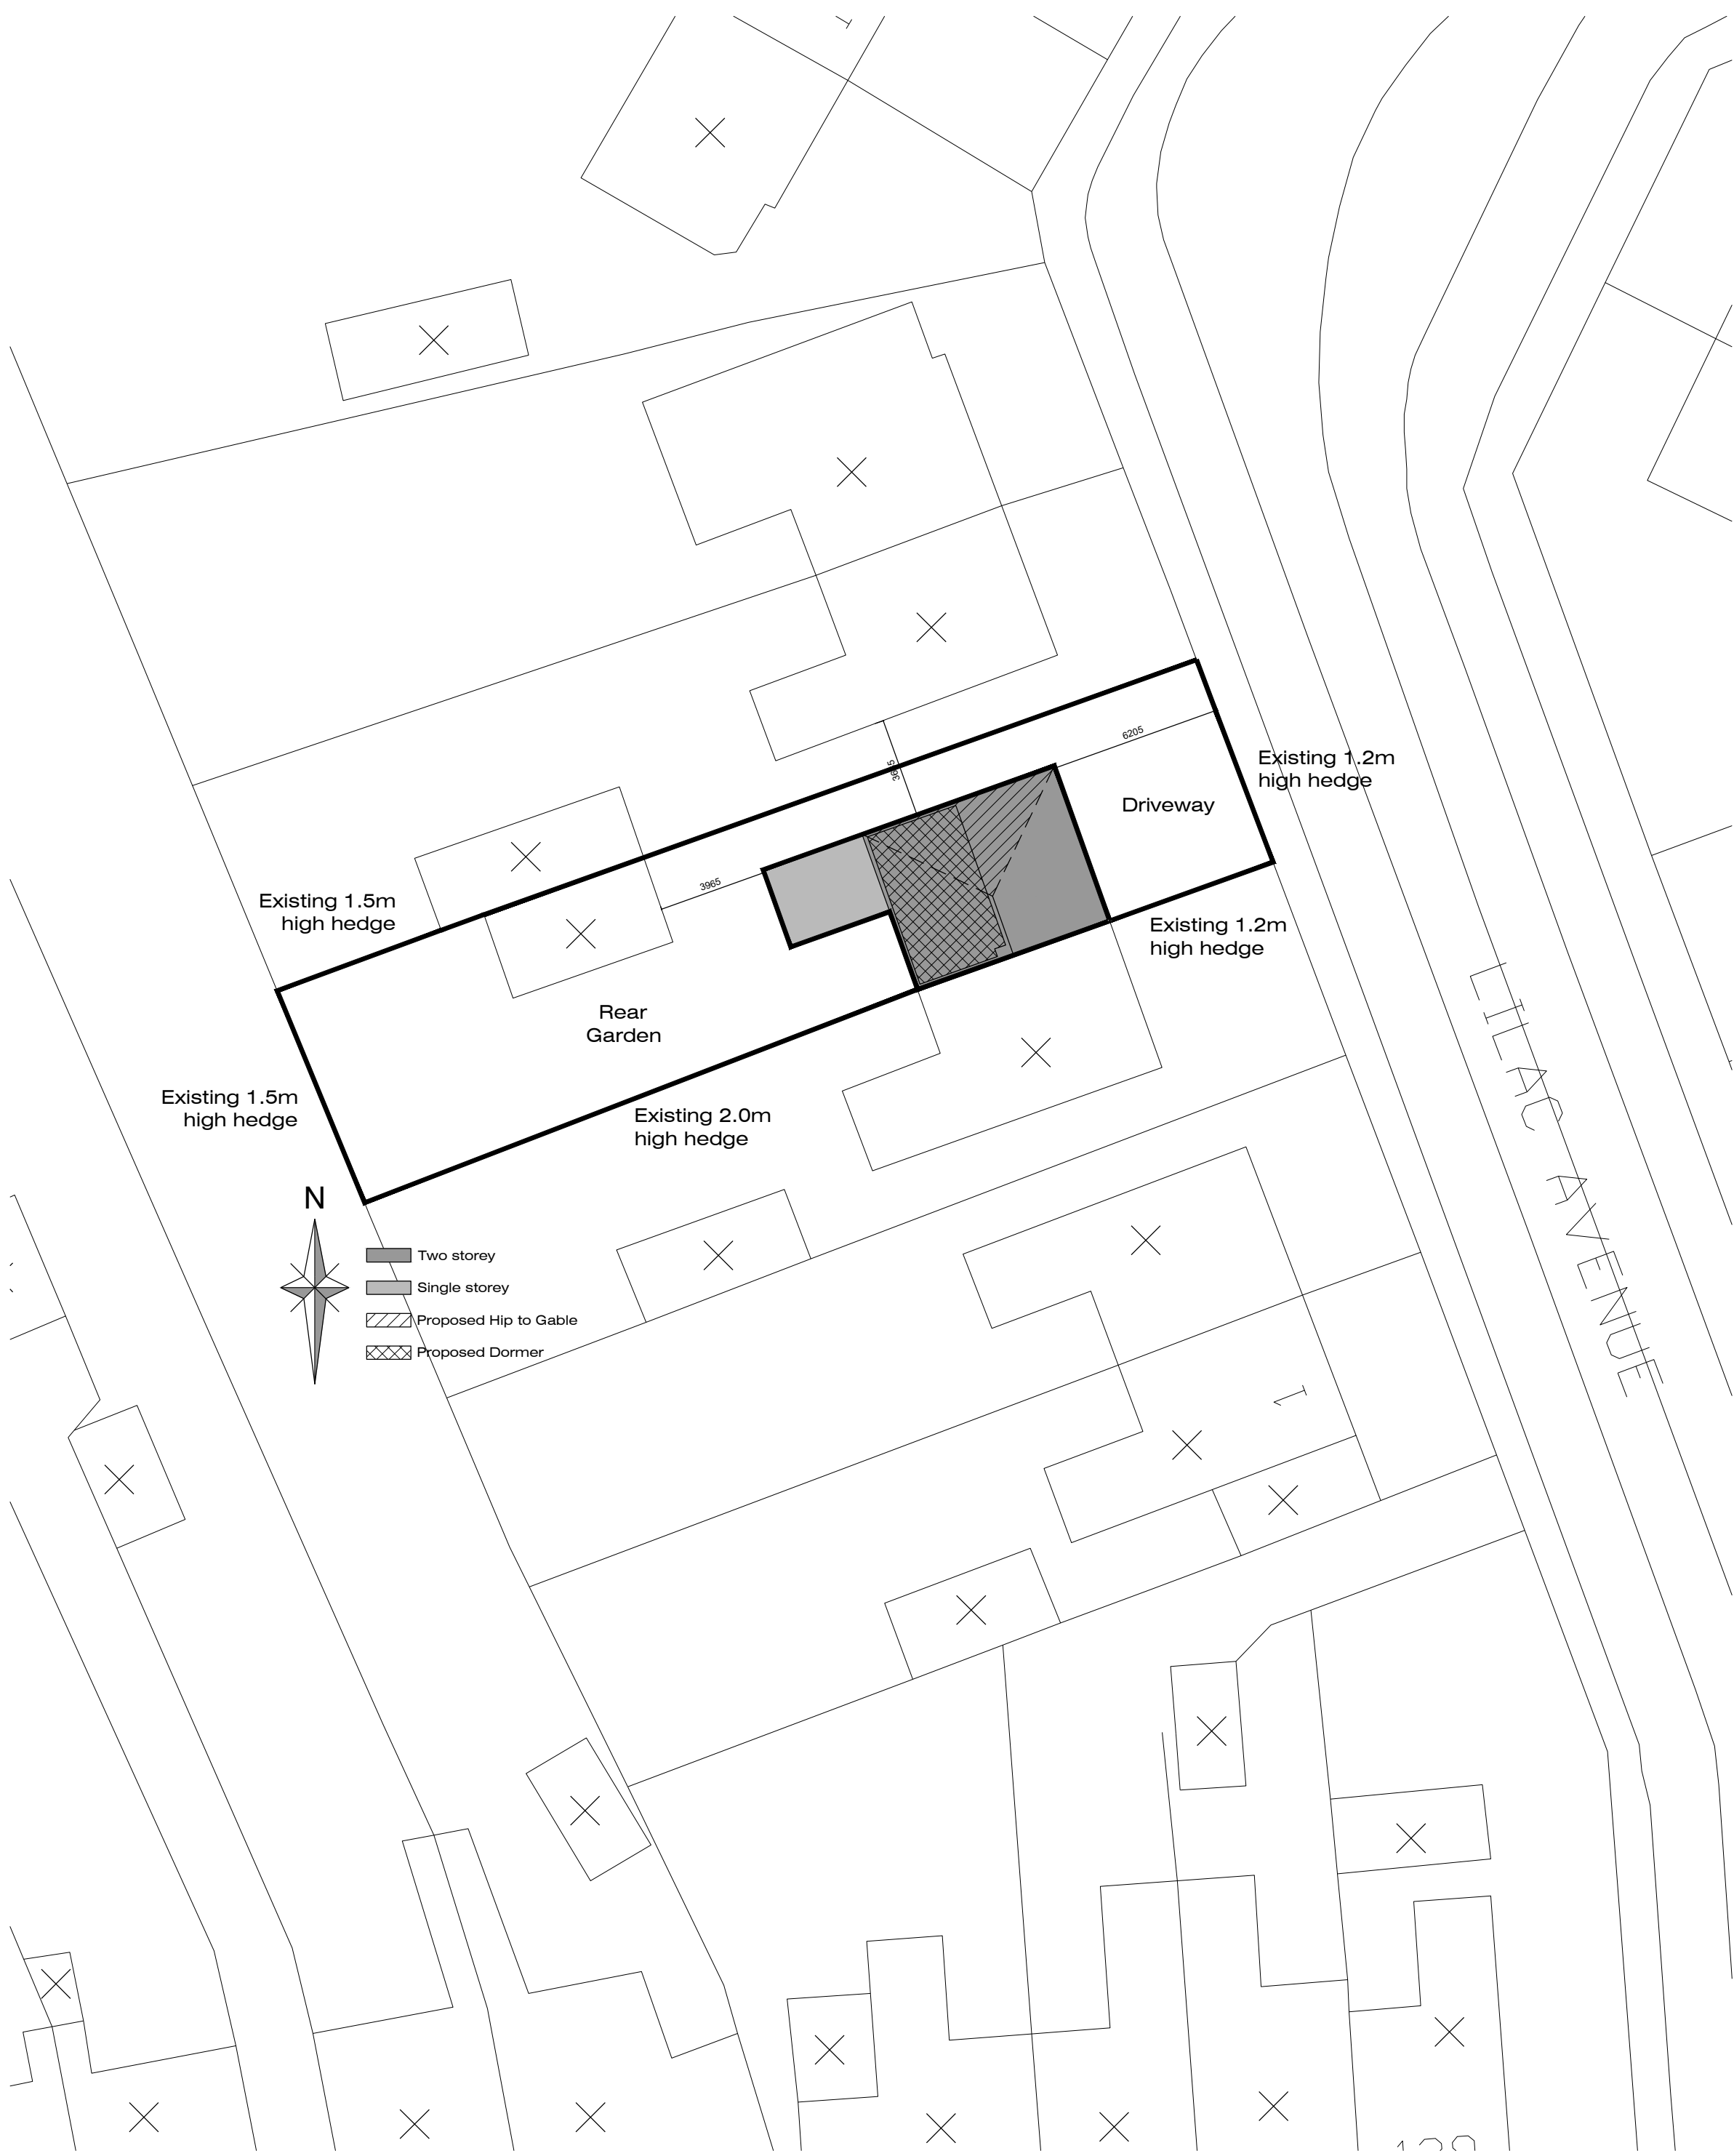 6205
Existing 1.2m
high hedge
Driveway
3965
Existing 1.5m
high hedge
Existing 1.2m
high hedge
Rear
Garden
Existing 1.5m
high hedge
Existing 2.0m
high hedge
LILAC AVENUE
N
Two storey
Single storey
Proposed Hip to Gable
Proposed Dormer
1